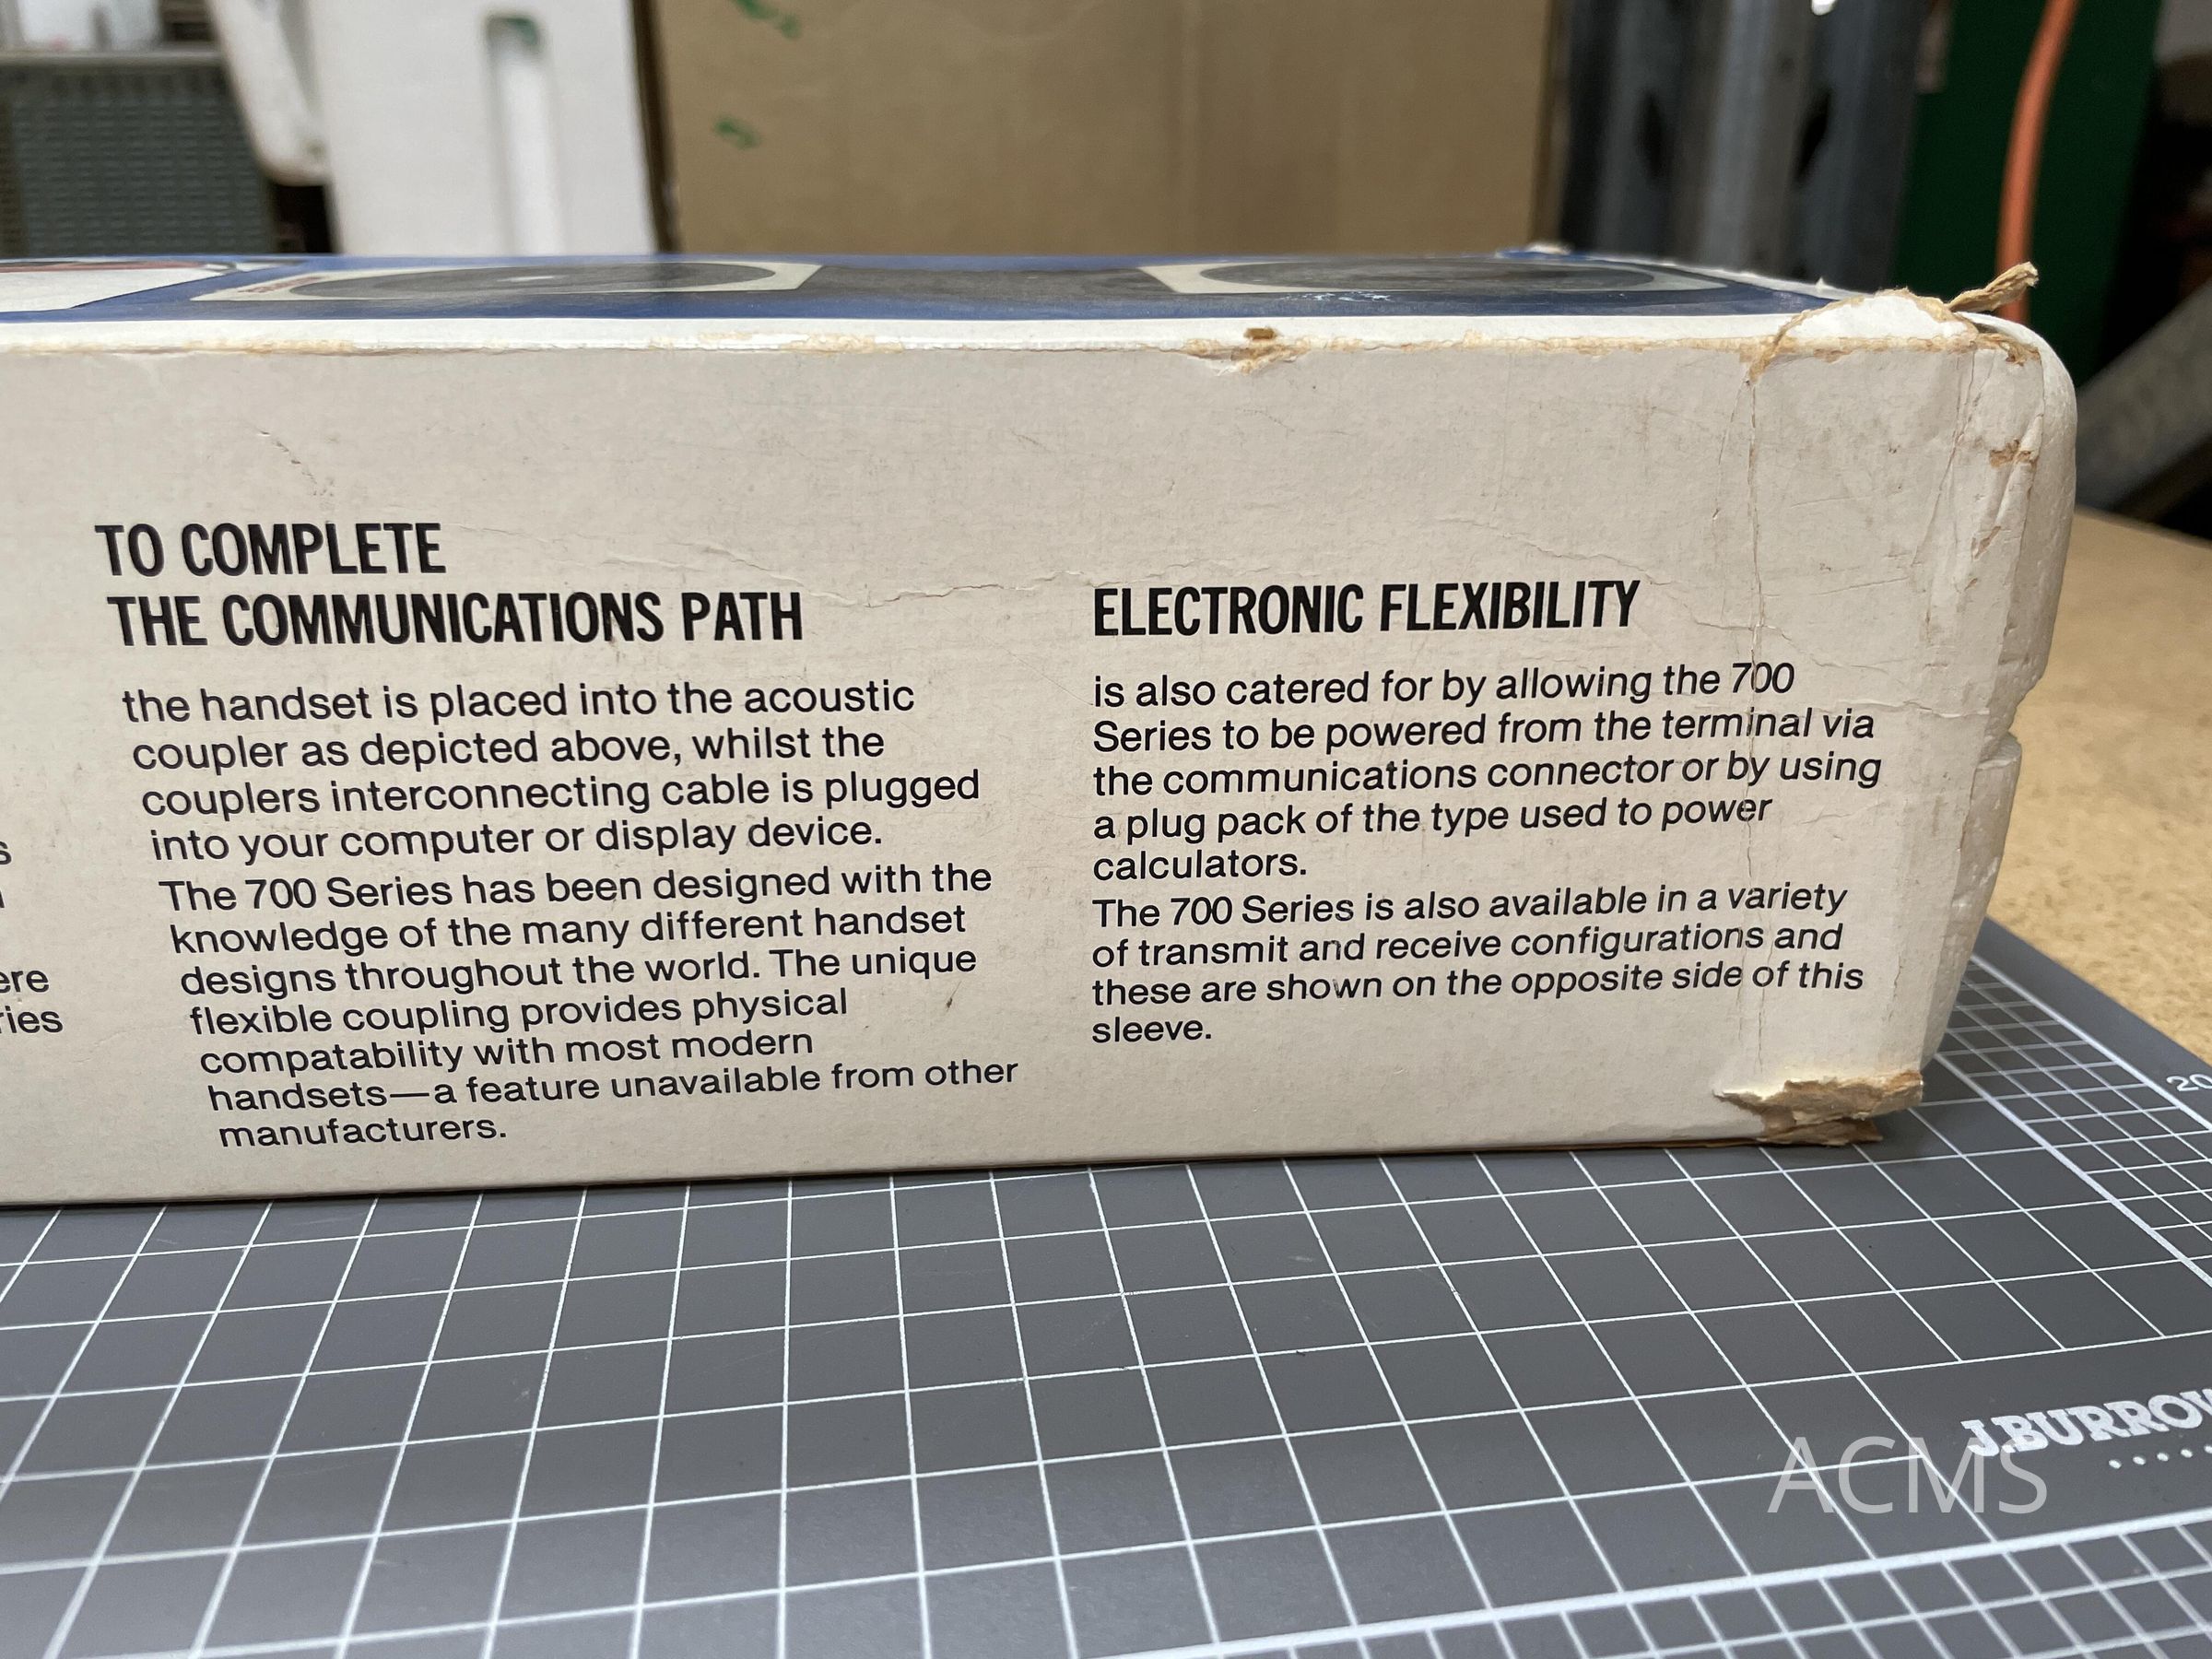 TO COMPLETE
THE COMMUNICATIONS PATH
the handset is placed into the acoustic
coupler as depicted above, whilst the
couplers interconnecting cable is plugged
into your computer or display device.
The 700 Series has been designed with the
knowledge of the many different handset
designs throughout the world. The unique
flexible coupling provides physical
compatability with most modern
handsets—a feature unavailable from other
manufacturers.
ELECTRONIC FLEXIBILITY
is also catered for by allowing the 700
Series to be powered from the terminal via
the communications connector or by using
a plug pack of the type used to power
calculators.
The 700 Series is also available in a variety
of transmit and receive configurations and
these are shown on the opposite side of this
sleeve.
20
J.BURROW
ACMS